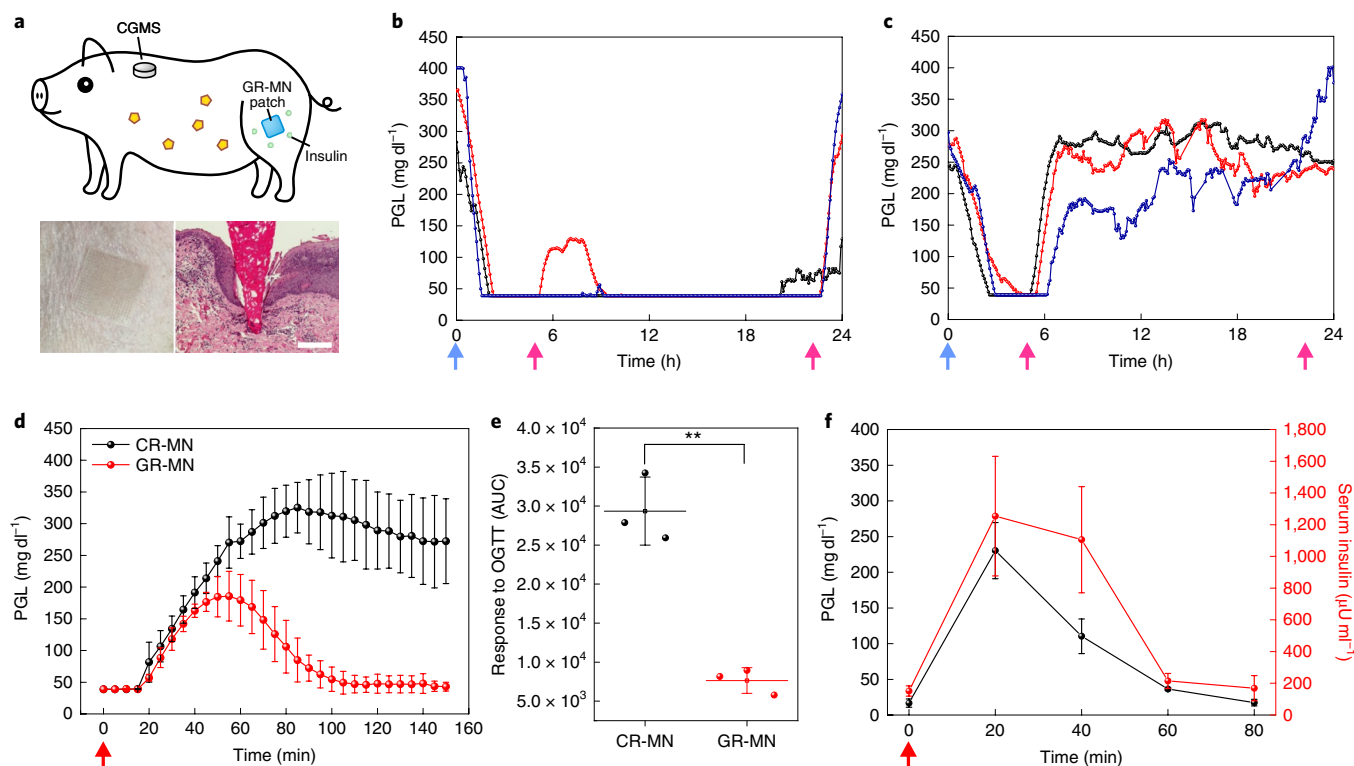 a
CGMS
GR-MN
patch
Insulin
b
450
400
350
300
250
200
150
100
50
0
PGL (mg dl⁻¹)
0
6
12
18
24
Time (h)
c
450
400
350
300
250
200
150
100
50
0
PGL (mg dl⁻¹)
0
6
12
18
24
Time (h)
d
CR-MN
GR-MN
450
400
350
300
250
200
150
100
50
0
PGL (mg dl⁻¹)
0
20
40
60
80
100
120
140
160
Time (min)
e
4.0 × 10⁴
3.5 × 10⁴
3.0 × 10⁴
2.5 × 10⁴
2.0 × 10⁴
1.5 × 10⁴
1.0 × 10⁴
5.0 × 10³
Response to OGTT (AUC)
**
CR-MN
GR-MN
f
400
350
300
250
200
150
100
50
0
PGL (mg dl⁻¹)
1,800
1,600
1,400
1,200
1,000
800
600
400
200
0
Serum insulin (μU ml⁻¹)
0
20
40
60
80
Time (min)